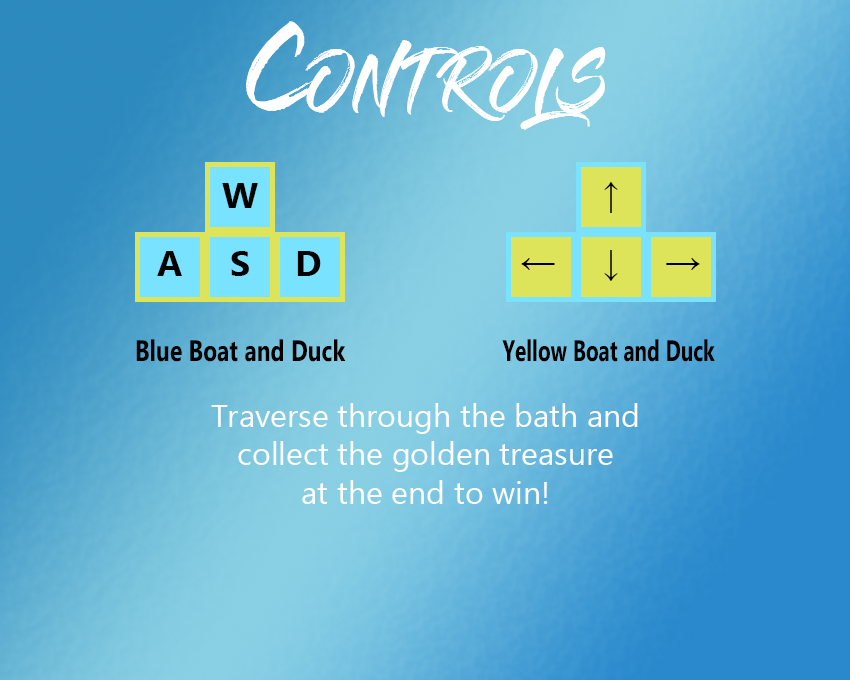 CONTROLS
W
A S D
↑
← ↓ →
Blue Boat and Duck
Yellow Boat and Duck
Traverse through the bath and
collect the golden treasure
at the end to win!